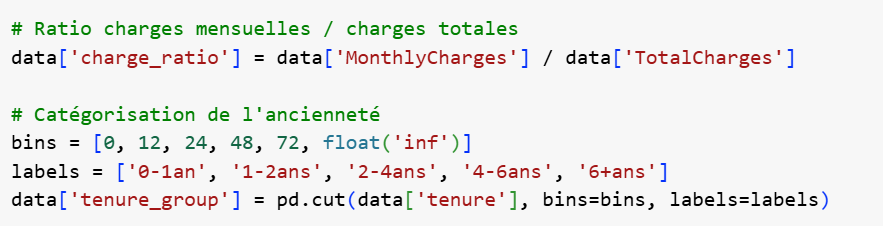 # Ratio charges mensuelles / charges totales
data['charge_ratio'] = data['MonthlyCharges'] / data['TotalCharges']
# Catégorisation de l'ancienneté
bins = [0, 12, 24, 48, 72, float('inf')]
labels = ['0-1an', '1-2ans', '2-4ans', '4-6ans', '6+ans']
data['tenure_group'] = pd.cut(data['tenure'], bins=bins, labels=labels)